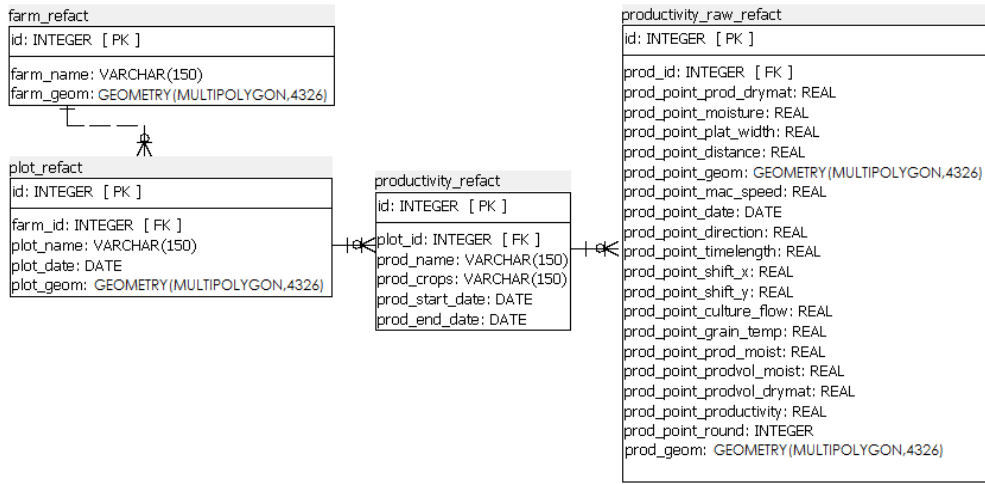 farm_refact
id: INTEGER [ PK ]
farm_name: VARCHAR(150)
farm_geom: GEOMETRY(MULTIPOLYGON,4326)
plot_refact
id: INTEGER [ PK ]
farm_id: INTEGER [ FK ]
plot_name: VARCHAR(150)
plot_date: DATE
plot_geom: GEOMETRY(MULTIPOLYGON,4326)
productivity_refact
id: INTEGER [ PK ]
plot_id: INTEGER [ FK ]
prod_name: VARCHAR(150)
prod_crops: VARCHAR(150)
prod_start_date: DATE
prod_end_date: DATE
productivity_raw_refact
id: INTEGER [ PK ]
prod_id: INTEGER [ FK ]
prod_point_prod_drymat: REAL
prod_point_moisture: REAL
prod_point_plat_width: REAL
prod_point_distance: REAL
prod_point_geom: GEOMETRY(MULTIPOLYGON,4326)
prod_point_mac_speed: REAL
prod_point_date: DATE
prod_point_direction: REAL
prod_point_timelength: REAL
prod_point_shift_x: REAL
prod_point_shift_y: REAL
prod_point_culture_flow: REAL
prod_point_grain_temp: REAL
prod_point_prod_moist: REAL
prod_point_prodvol_moist: REAL
prod_point_prodvol_drymat: REAL
prod_point_productivity: REAL
prod_point_round: INTEGER
prod_geom: GEOMETRY(MULTIPOLYGON,4326)